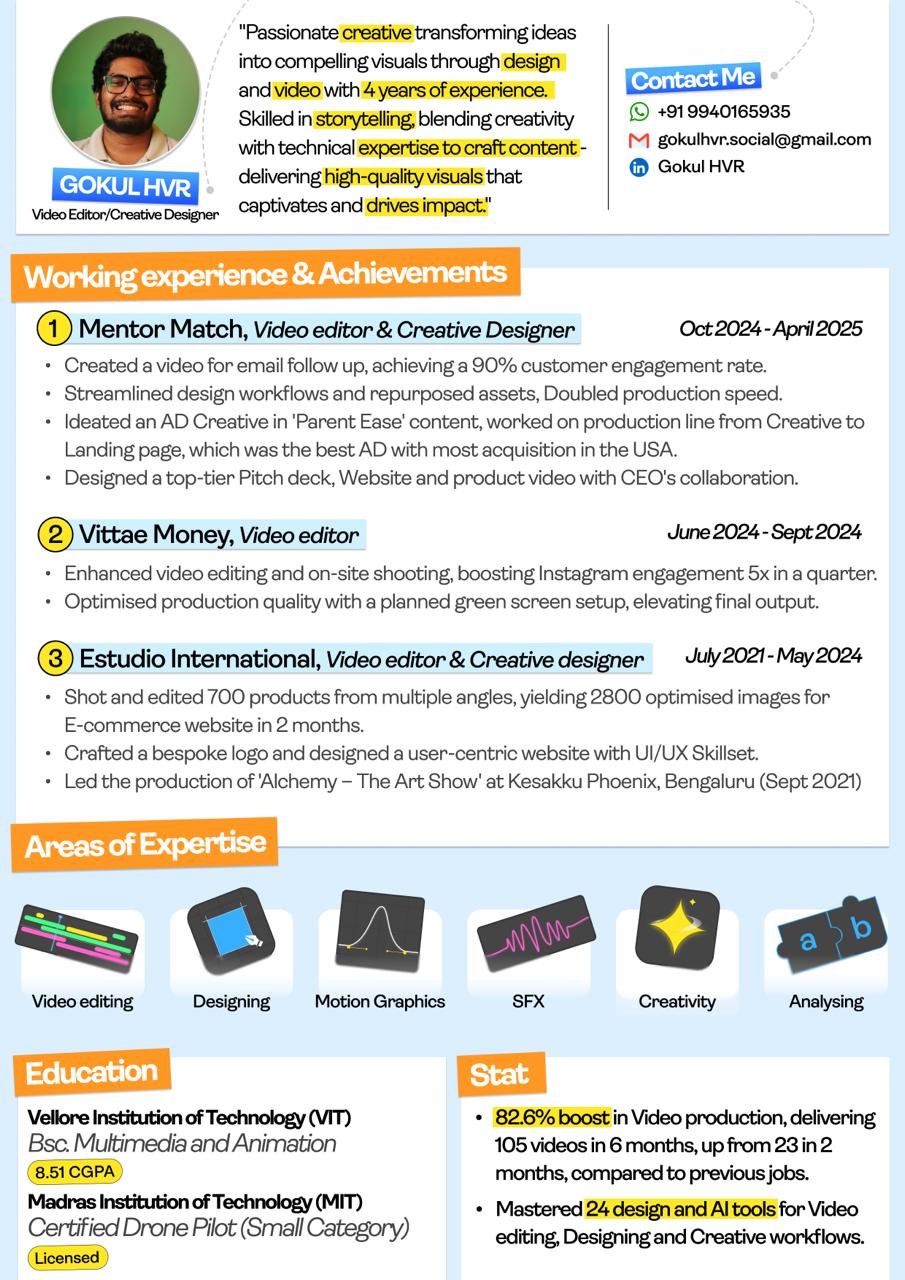 "Passionate creative transforming ideas
into compelling visuals through design
and video with 4 years of experience.
Skilled in storytelling, blending creativity
with technical expertise to craft content -
delivering high-quality visuals that
captivates and drives impact."
GOKUL HVR
Video Editor/Creative Designer
Contact Me
+91 9940165935
gokulhvr.social@gmail.com
in Gokul HVR
Working experience & Achievements
1 Mentor Match, Video editor & Creative Designer Oct 2024 - April 2025
• Created a video for email follow up, achieving a 90% customer engagement rate.
• Streamlined design workflows and repurposed assets, Doubled production speed.
• Ideated an AD Creative in 'Parent Ease' content, worked on production line from Creative to
Landing page, which was the best AD with most acquisition in the USA.
• Designed a top-tier Pitch deck, Website and product video with CEO's collaboration.
2 Vittae Money, Video editor June 2024 - Sept 2024
• Enhanced video editing and on-site shooting, boosting Instagram engagement 5x in a quarter.
• Optimised production quality with a planned green screen setup, elevating final output.
3 Estudio International, Video editor & Creative designer July 2021 - May 2024
• Shot and edited 700 products from multiple angles, yielding 2800 optimised images for
E-commerce website in 2 months.
• Crafted a bespoke logo and designed a user-centric website with UI/UX Skillset.
• Led the production of 'Alchemy – The Art Show' at Kesakku Phoenix, Bengaluru (Sept 2021)
Areas of Expertise
a b
Video editing Designing Motion Graphics SFX Creativity Analysing
Education
Vellore Institution of Technology (VIT)
Bsc. Multimedia and Animation
8.51 CGPA
Madras Institution of Technology (MIT)
Certified Drone Pilot (Small Category)
Licensed
Stat
• 82.6% boost in Video production, delivering
105 videos in 6 months, up from 23 in 2
months, compared to previous jobs.
• Mastered 24 design and AI tools for Video
editing, Designing and Creative workflows.